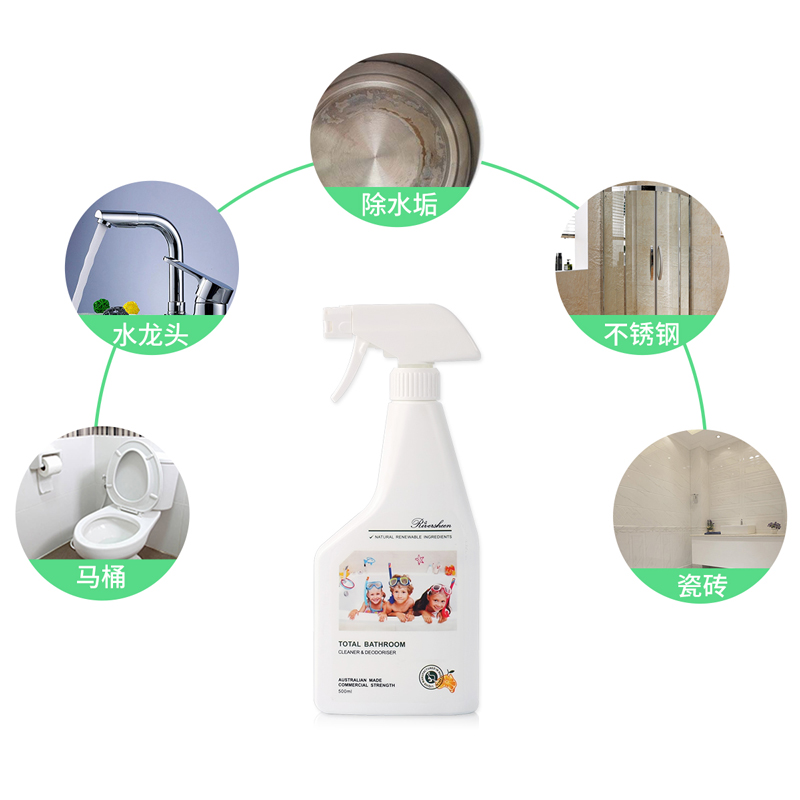 除水垢
水龙头
不锈钢
马桶
瓷砖
Riversheen
✓ NATURAL RENEWABLE INGREDIENTS
TOTAL BATHROOM
CLEANER & DEODORISER
AUSTRALIAN MADE
COMMERCIAL STRENGTH
500ml